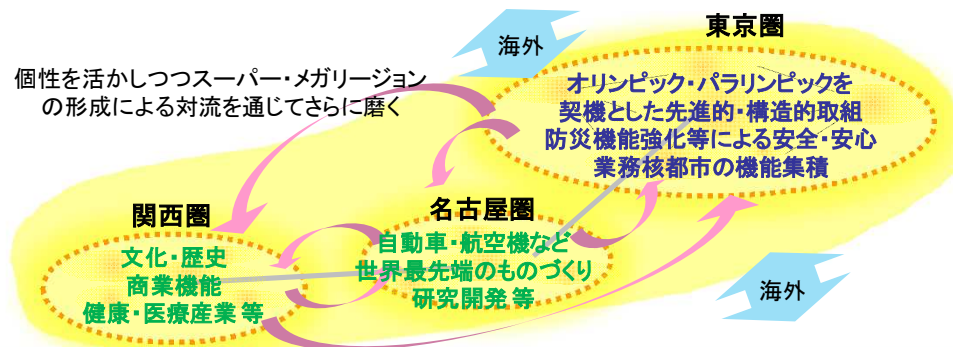 東京圏
海外
個性を活かしつつスーパー・メガリージョン
の形成による対流を通じてさらに磨く
オリンピック・パラリンピックを
契機とした先進的・構造的取組
防災機能強化等による安全・安心
業務核都市の機能集積
関西圏
文化・歴史
商業機能
健康・医療産業等
名古屋圏
自動車・航空機など
世界最先端のものづくり
研究開発等
海外